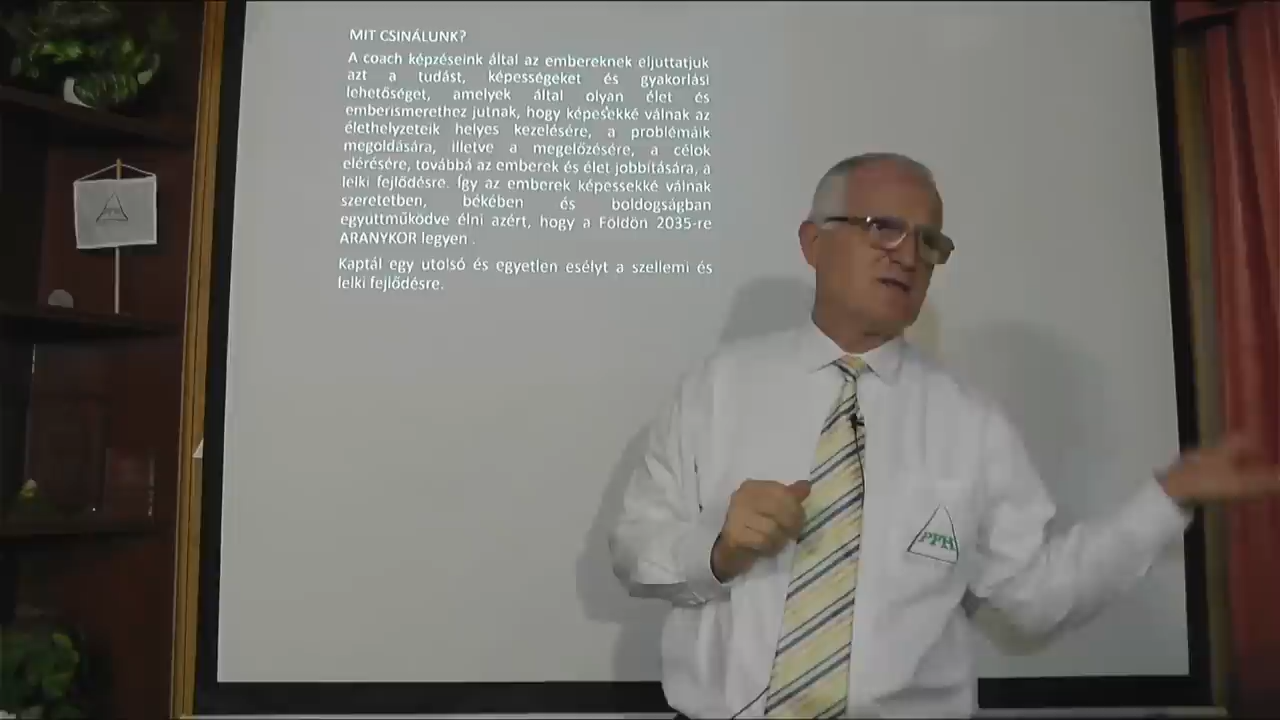 MIT CSINÁLUNK?
A coach képzéseink által az embereknek eljuttatjuk
azt a tudást, képességeket és gyakorlási
lehetőséget, amelyek által olyan élet és
emberismerethez jutnak, hogy képesekké válnak az
élethelyzeteik helyes kezelésére, a problémáik
megoldására, illetve a megelőzésére, a célok
elérésére, továbbá az emberek és élet jobbítására, a
lelki fejlődésre. Így az emberek képessekké válnak
szeretetben, békében és boldogságban
együttműködve élni azért, hogy a Földön 2035-re
ARANYKOR legyen .
Kaptál egy utolsó és egyetlen esélyt a szellemi és
lelki fejlődésre.
PPH
PPH